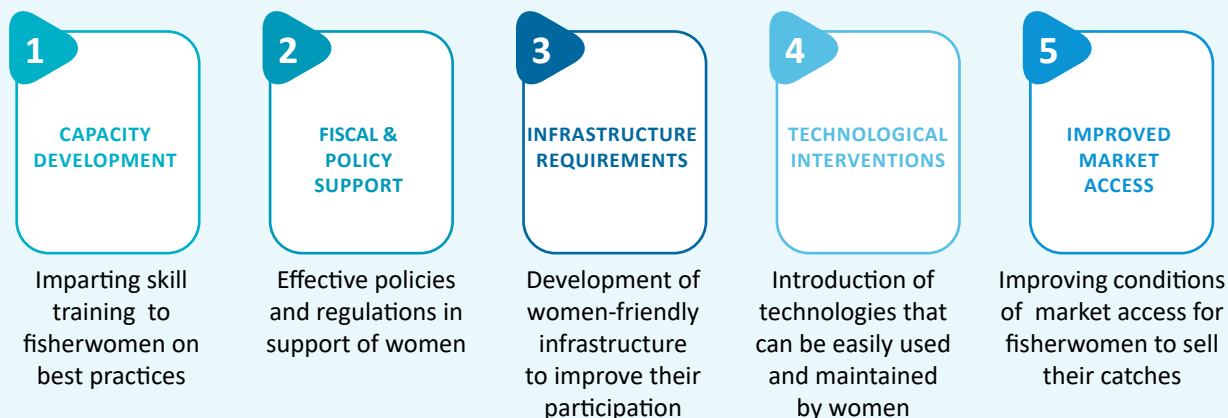 1
CAPACITY
DEVELOPMENT
Imparting skill
training to
fisherwomen on
best practices
2
FISCAL &
POLICY
SUPPORT
Effective policies
and regulations in
support of women
3
INFRASTRUCTURE
REQUIREMENTS
Development of
women-friendly
infrastructure
to improve their
participation
4
TECHNOLOGICAL
INTERVENTIONS
Introduction of
technologies that
can be easily used
and maintained
by women
5
IMPROVED
MARKET
ACCESS
Improving conditions
of market access for
fisherwomen to sell
their catches